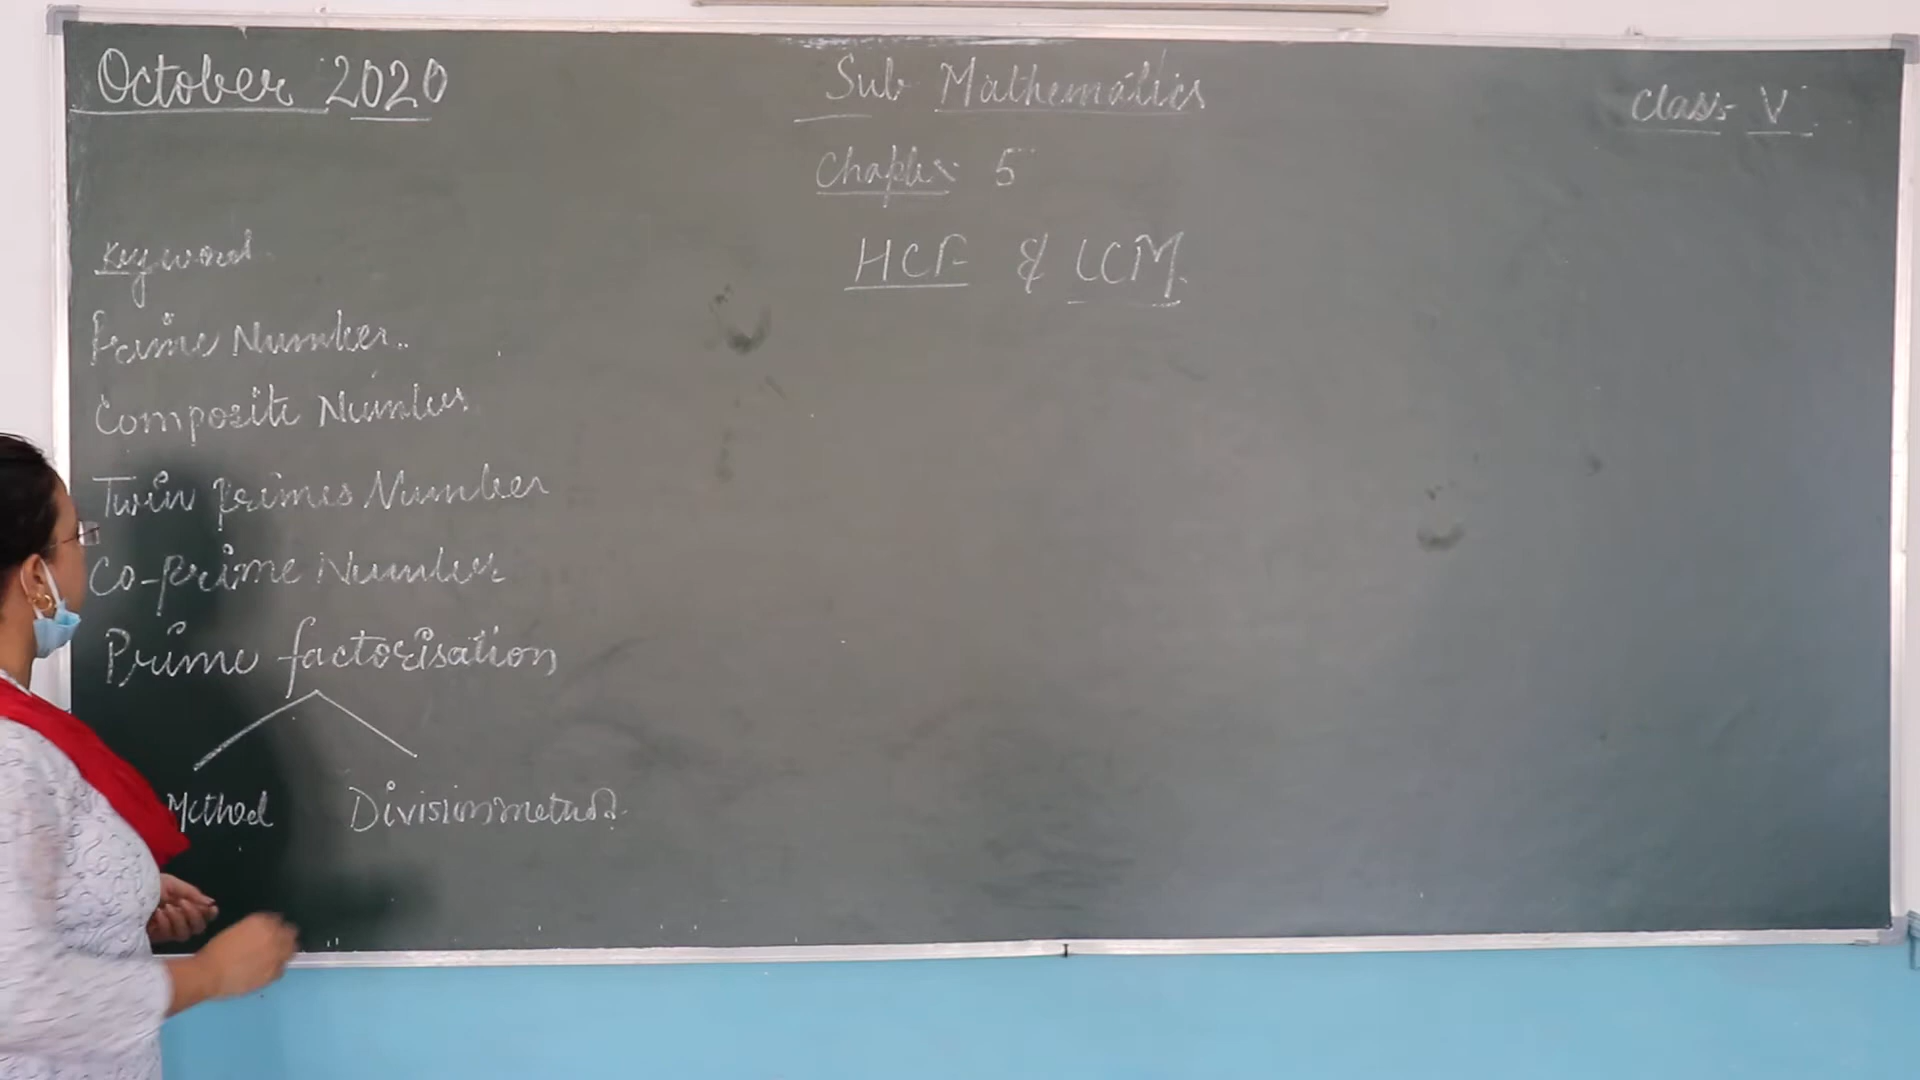 October 2020
Sub Mathematics
Class V
Chapter 5
HCF & LCM
Keyword
Prime Number
Composite Number
Twin primes Number
Co-prime Number
Prime factorisation
Method
Division method